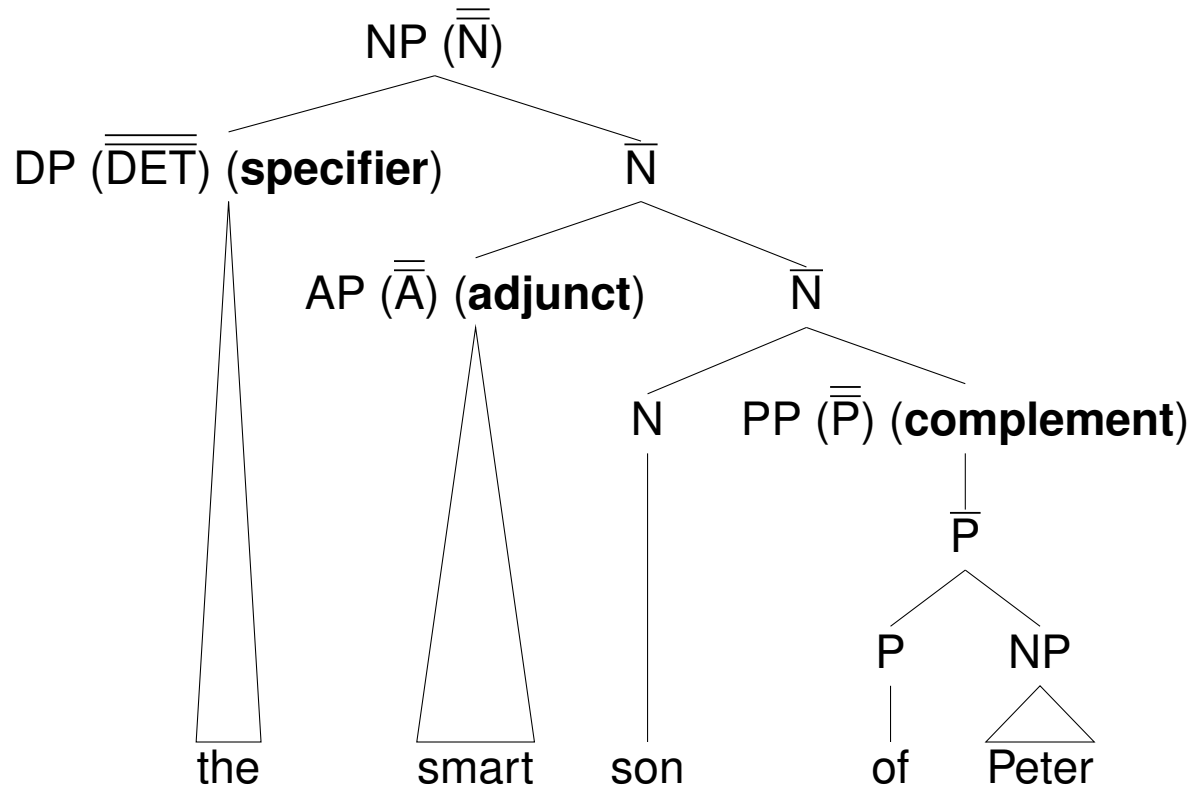 NP (N̿)
DP (D̿E̿T̿) (specifier) N̅
AP (A̿) (adjunct) N̅
N PP (P̿) (complement)
P̅
P NP
the smart son of Peter